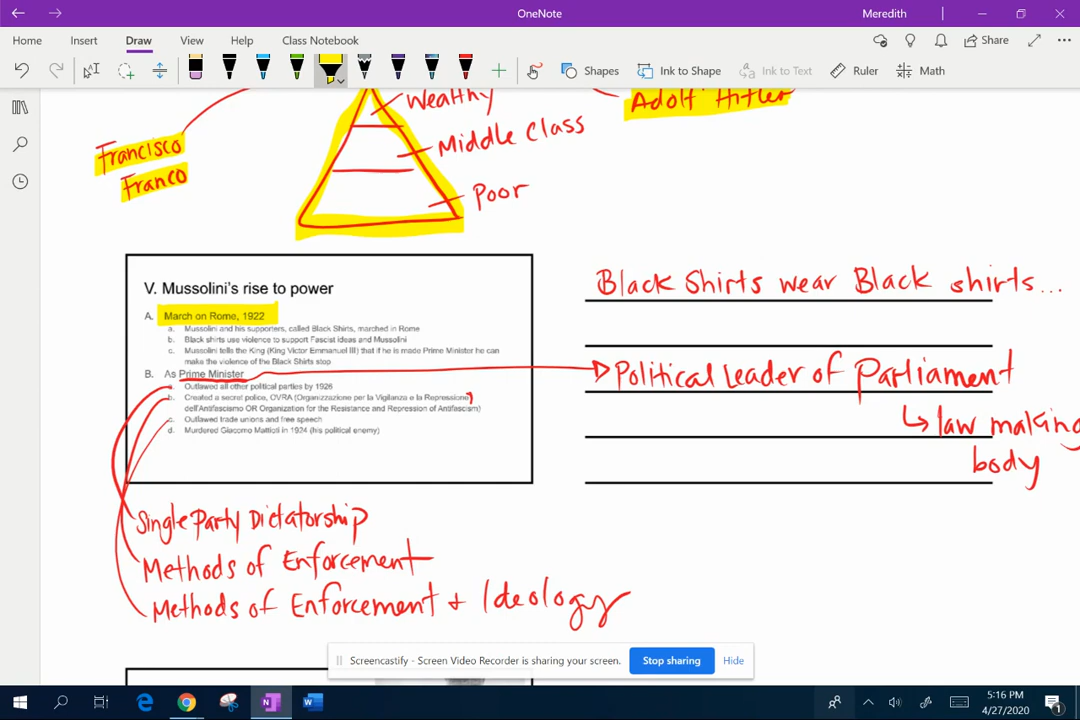 OneNote
Meredith
Home Insert Draw View Help Class Notebook
Share
Shapes Ink to Shape Ink to Text Ruler Math
Wealthy
Adolf Hitler
Middle Class
Francisco
Franco
Poor
V. Mussolini's rise to power
A. March on Rome, 1922
a. Mussolini and his supporters, called Black Shirts, marched in Rome
b. Black shirts use violence to support Fascist ideas and Mussolini
c. Mussolini tells the King (King Victor Emmanuel III) that if he is made Prime Minister he can
make the violence of the Black Shirts stop
B. As Prime Minister
a. Outlawed all other political parties by 1926
b. Created a secret police, OVRA (Organizzazione per la Vigilanza e la Repressione
dell'Antifascismo OR Organization for the Resistance and Repression of Antifascism)
c. Outlawed trade unions and free speech
d. Murdered Giacomo Mattioti in 1924 (his political enemy)
Black Shirts wear Black shirts...
Political Leader of Parliament
law making
body
Single Party Dictatorship
Methods of Enforcement
Methods of Enforcement + Ideology
Screencastify - Screen Video Recorder is sharing your screen. Stop sharing Hide
5:16 PM
4/27/2020